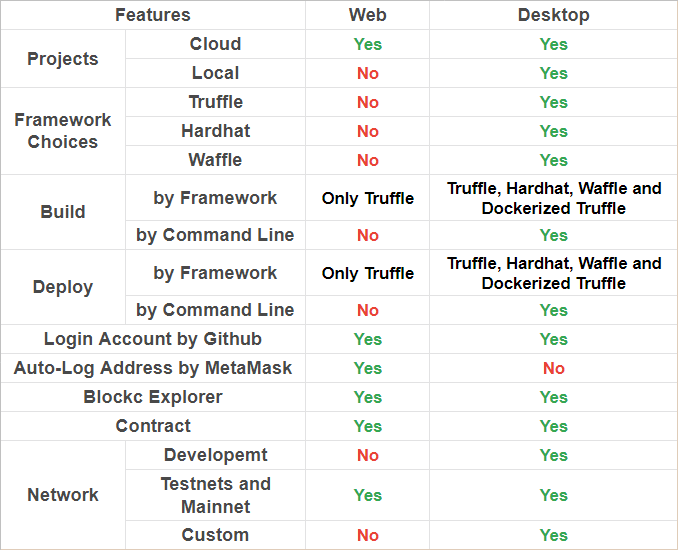 Features Web Desktop
Projects
Cloud Yes Yes
Local No Yes
Framework
Choices
Truffle No Yes
Hardhat No Yes
Waffle No Yes
Build
by Framework Only Truffle Truffle, Hardhat, Waffle and
Dockerized Truffle
by Command Line No Yes
Deploy
by Framework Only Truffle Truffle, Hardhat, Waffle and
Dockerized Truffle
by Command Line No Yes
Login Account by Github Yes Yes
Auto-Log Address by MetaMask Yes No
Blockc Explorer Yes Yes
Contract Yes Yes
Network
Developemt No Yes
Testnets and
Mainnet Yes Yes
Custom No Yes